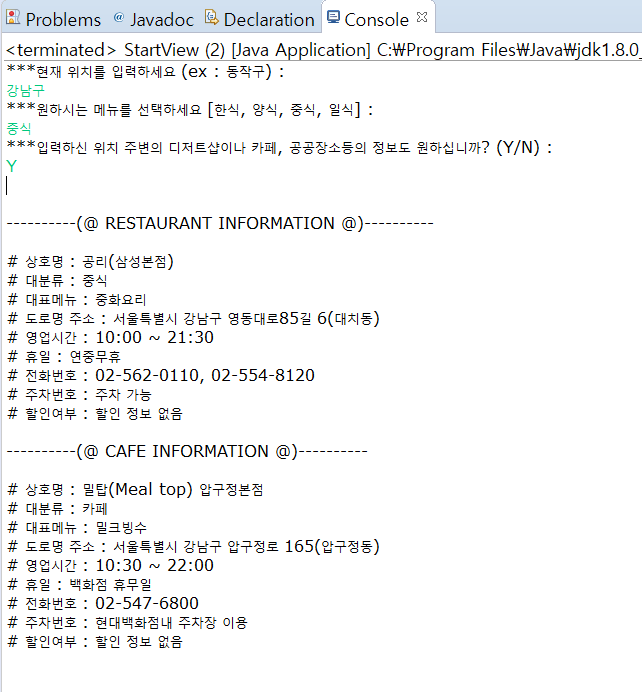 Problems @ Javadoc Declaration Console
<terminated> StartView (2) [Java Application] C:₩Program Files₩Java₩jdk1.8.0_
***현재 위치를 입력하세요 (ex : 동작구) :
강남구
***원하시는 메뉴를 선택하세요 [한식, 양식, 중식, 일식] :
중식
***입력하신 위치 주변의 디저트샵이나 카페, 공공장소등의 정보도 원하십니까? (Y/N) :
Y
----------(@ RESTAURANT INFORMATION @)----------
# 상호명 : 공리(삼성본점)
# 대분류 : 중식
# 대표메뉴 : 중화요리
# 도로명 주소 : 서울특별시 강남구 영동대로85길 6(대치동)
# 영업시간 : 10:00 ~ 21:30
# 휴일 : 연중무휴
# 전화번호 : 02-562-0110, 02-554-8120
# 주차번호 : 주차 가능
# 할인여부 : 할인 정보 없음
----------(@ CAFE INFORMATION @)----------
# 상호명 : 밀탑(Meal top) 압구정본점
# 대분류 : 카페
# 대표메뉴 : 밀크빙수
# 도로명 주소 : 서울특별시 강남구 압구정로 165(압구정동)
# 영업시간 : 10:30 ~ 22:00
# 휴일 : 백화점 휴무일
# 전화번호 : 02-547-6800
# 주차번호 : 현대백화점내 주차장 이용
# 할인여부 : 할인 정보 없음